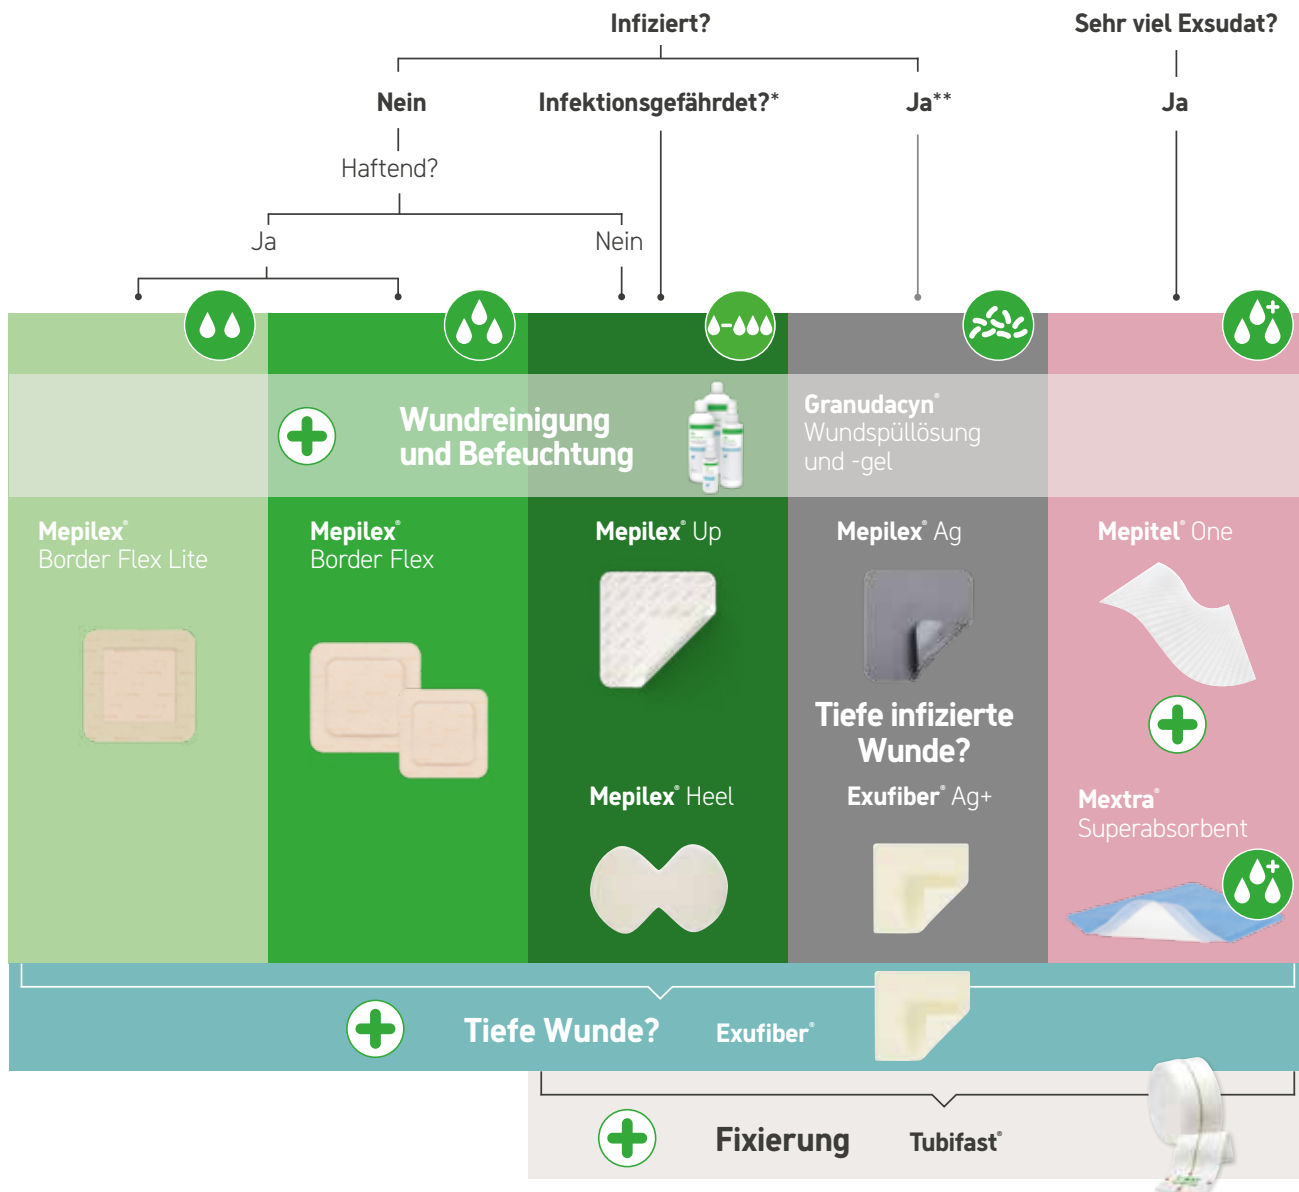 Infiziert?
Sehr viel Exsudat?
Nein
Infektionsgefährdet?*
Ja**
Ja
Haftend?
Ja
Nein
Wundreinigung
und Befeuchtung
Granudacyn®
Wundspüllösung
und -gel
Mepilex®
Border Flex Lite
Mepilex®
Border Flex
Mepilex® Up
Mepilex® Ag
Mepitel® One
Tiefe infizierte
Wunde?
Mepilex® Heel
Exufiber® Ag+
Mextra®
Superabsorbent
Tiefe Wunde? Exufiber®
Fixierung Tubifast®